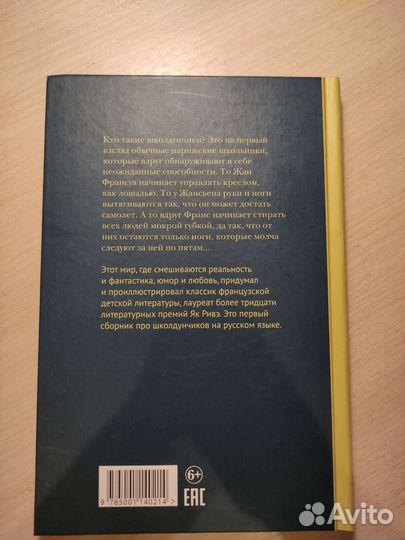 Кто такие школдунчики? Это на первый
взгляд обычные парижские школьники,
которые вдруг обнаруживают в себе
неожиданные способности. То Жан
Франсуа начинает управлять креслом,
как лошадью. То у Жансьена руки и ноги
вытягиваются так, что он может достать
самолет. А то вдруг Франс начинает стирать
всех людей мокрой губкой, да так, что от
них остаются только ноги, которые молча
следуют за ней по пятам...
Этот мир, где смешиваются реальность
и фантастика, юмор и любовь, придумал
и проиллюстрировал классик французской
детской литературы, лауреат более тридцати
литературных премий Як Ривэ. Это первый
сборник про школдунчиков на русском языке.
6+
9 785001 140214 >
EAC
Avito